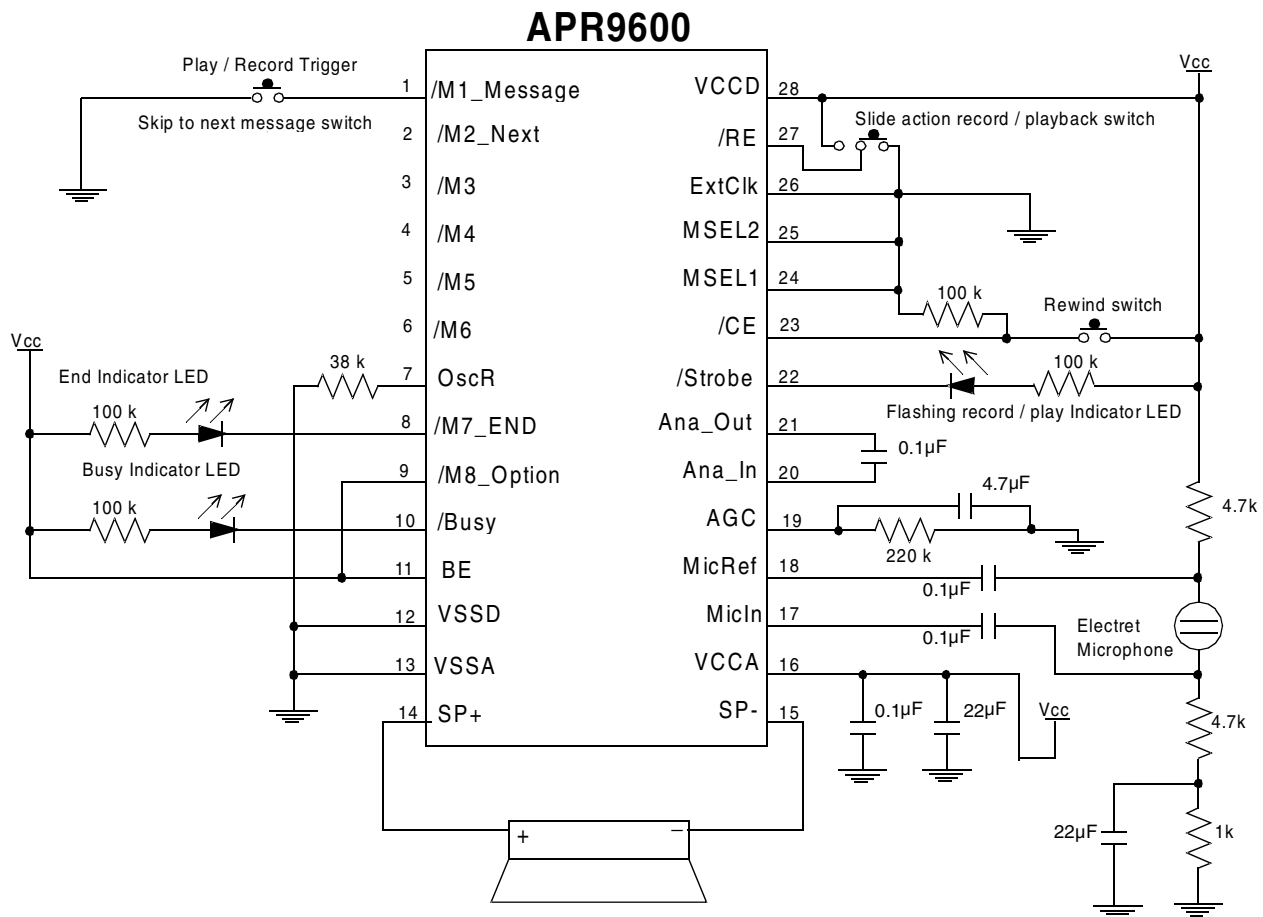 APR9600
Play / Record Trigger
Skip to next message switch
1 /M1_Message
2 /M2_Next
3 /M3
4 /M4
5 /M5
6 /M6
38 k
7 OscR
Vcc
End Indicator LED
100 k
8 /M7_END
Busy Indicator LED
9 /M8_Option
100 k
10 /Busy
11 BE
12 VSSD
13 VSSA
14 SP+
VCCD 28
Vcc
Slide action record / playback switch
/RE 27
ExtClk 26
MSEL2 25
MSEL1 24
100 k
Rewind switch
/CE 23
100 k
/Strobe 22
Flashing record / play Indicator LED
Ana_Out 21
0.1µF
Ana_In 20
4.7µF
AGC 19
220 k
4.7k
MicRef 18
0.1µF
MicIn 17
0.1µF
Electret
Microphone
VCCA 16
0.1µF
22µF
Vcc
SP- 15
4.7k
22µF
1k
+ –